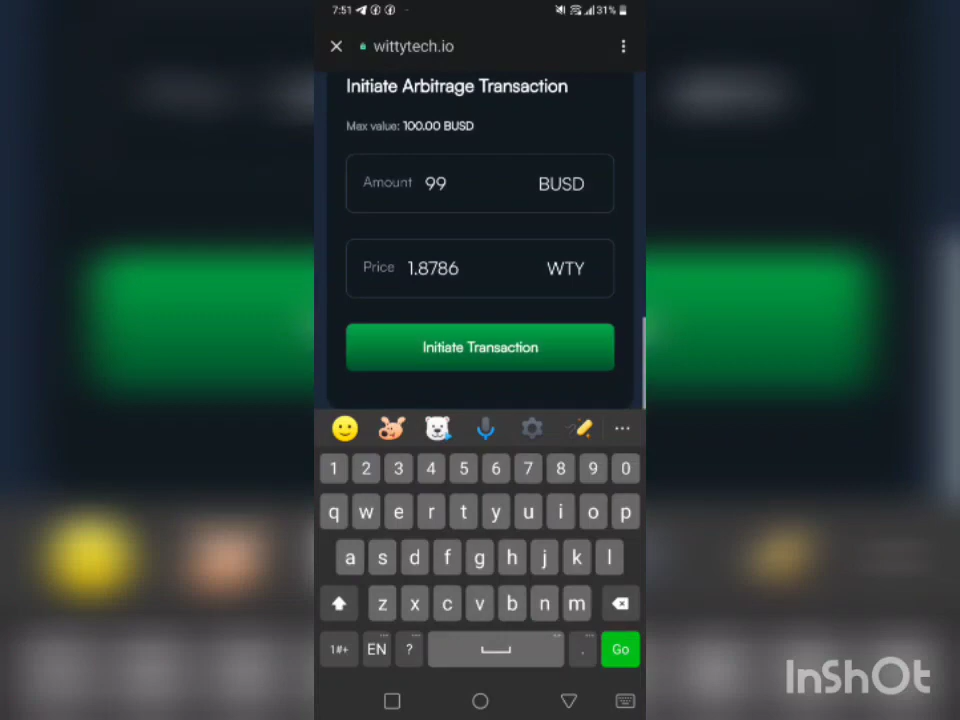 7:51
31%
wittytech.io
Initiate Arbitrage Transaction
Max value: 100.00 BUSD
Amount 99 BUSD
Price 1.8786 WTY
Initiate Transaction
1 2 3 4 5 6 7 8 9 0
q w e r t y u i o p
a s d f g h j k l
z x c v b n m
1#+ EN ? . Go
InShOt